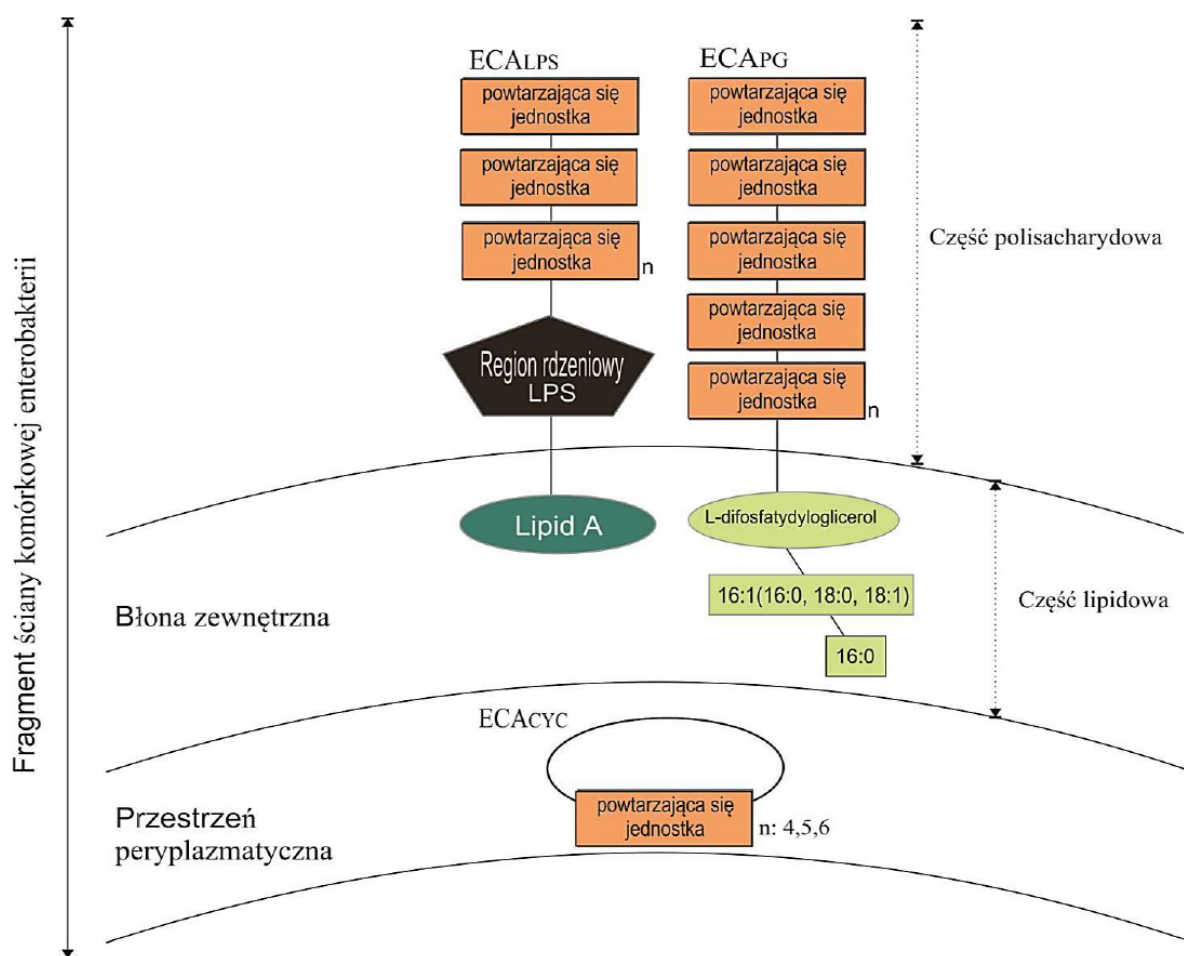 Fragment ściany komórkowej enterobakterii
ECALPS
powtarzająca się
jednostka
powtarzająca się
jednostka
powtarzająca się
jednostka
n
Region rdzeniowy
LPS
Lipid A
ECAPG
powtarzająca się
jednostka
powtarzająca się
jednostka
powtarzająca się
jednostka
powtarzająca się
jednostka
powtarzająca się
jednostka
n
L-difosfatydyloglicerol
16:1(16:0, 18:0, 18:1)
16:0
Część polisacharydowa
Część lipidowa
Błona zewnętrzna
ECACYC
powtarzająca się
jednostka
n: 4,5,6
Przestrzeń
peryplazmatyczna